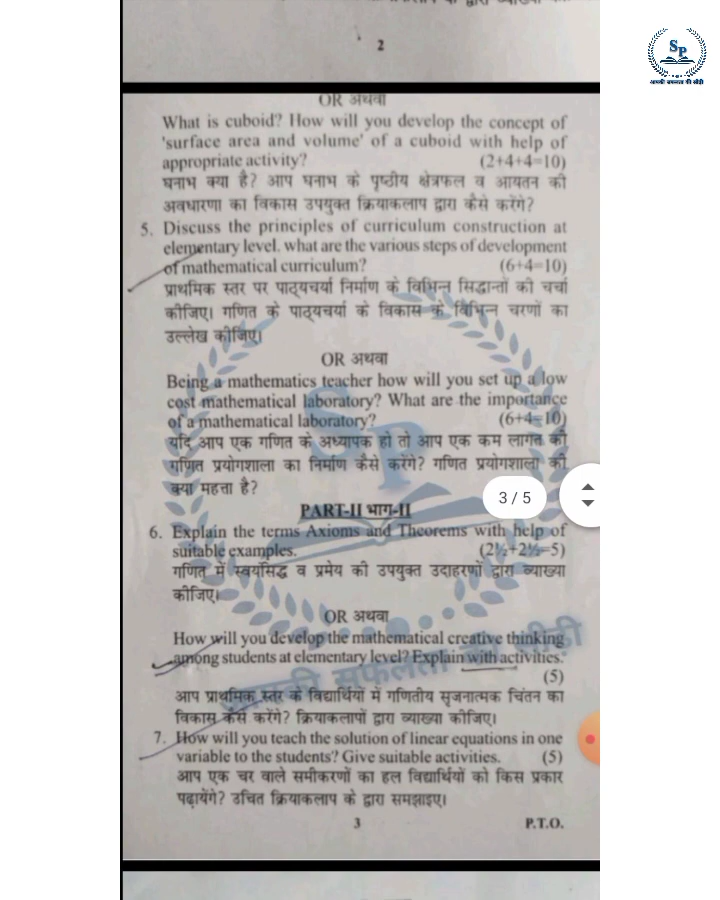 के द्वारा
2
SP
आपकी सफलता की सीढ़ी
OR अथवा
What is cuboid? How will you develop the concept of
'surface area and volume' of a cuboid with help of
appropriate activity? (2+4+4=10)
घनाभ क्या है? आप घनाभ के पृष्ठीय क्षेत्रफल व आयतन की
अवधारणा का विकास उपयुक्त क्रियाकलाप द्वारा कैसे करेंगे?
5. Discuss the principles of curriculum construction at
elementary level. what are the various steps of development
of mathematical curriculum? (6+4=10)
प्राथमिक स्तर पर पाठ्यचर्या निर्माण के विभिन्न सिद्धान्तों की चर्चा
कीजिए। गणित के पाठ्यचर्या के विकास के विभिन्न चरणों का
उल्लेख कीजिए।
OR अथवा
Being a mathematics teacher how will you set up a low
cost mathematical laboratory? What are the importance
of a mathematical laboratory? (6+4=10)
यदि आप एक गणित के अध्यापक हो तो आप एक कम लागत की
गणित प्रयोगशाला का निर्माण कैसे करेंगे? गणित प्रयोगशाला की
क्या महत्ता है?
3 / 5
PART-II भाग-II
6. Explain the terms Axioms and Theorems with help of
suitable examples. (2½+2½=5)
गणित में स्वयंसिद्ध व प्रमेय की उपयुक्त उदाहरणों द्वारा व्याख्या
कीजिए।
OR अथवा
How will you develop the mathematical creative thinking
among students at elementary level? Explain with activities.
(5)
आपकी सफलता की सीढ़ी
आप प्राथमिक स्तर के विद्यार्थियों में गणितीय सृजनात्मक चिंतन का
विकास कैसे करेंगे? क्रियाकलापों द्वारा व्याख्या कीजिए।
7. How will you teach the solution of linear equations in one
variable to the students? Give suitable activities. (5)
आप एक चर वाले समीकरणों का हल विद्यार्थियों को किस प्रकार
पढ़ायेंगे? उचित क्रियाकलाप के द्वारा समझाइए।
3 P.T.O.